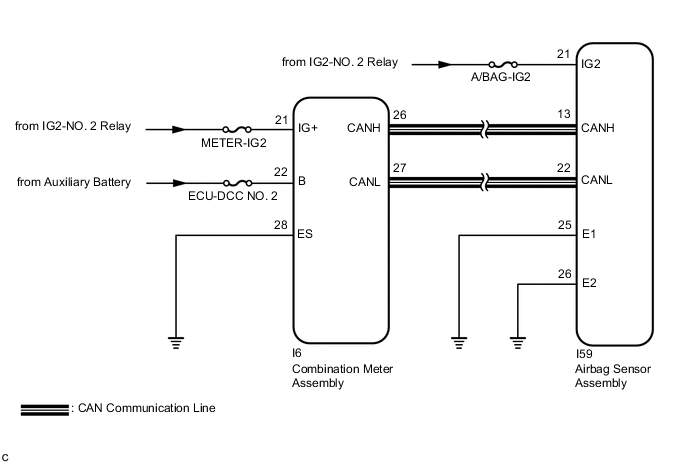 from IG2-NO. 2 Relay
21
A/BAG-IG2
IG2
from IG2-NO. 2 Relay
21
METER-IG2
IG+
CANH
26
13
CANH
from Auxiliary Battery
22
ECU-DCC NO. 2
B
CANL
27
22
CANL
28
ES
25
E1
26
E2
I6
Combination Meter
Assembly
I59
Airbag Sensor
Assembly
: CAN Communication Line
c